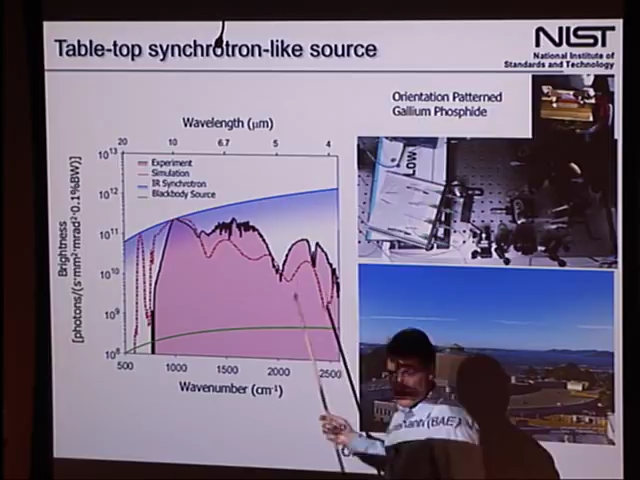 Table-top synchrotron-like source
NIST
National Institute of
Standards and Technology
Orientation Patterned
Gallium Phosphide
Wavelength (μm)
20 10 6.7 5 4
10¹³
10¹²
10¹¹
10¹⁰
10⁹
10⁸
Experiment
Simulation
IR Synchrotron
Blackbody Source
Brightness
[photons/(s·mm²·mrad²·0.1%BW)]
500 1000 1500 2000 2500
Wavenumber (cm⁻¹)
LOW
(BAE)